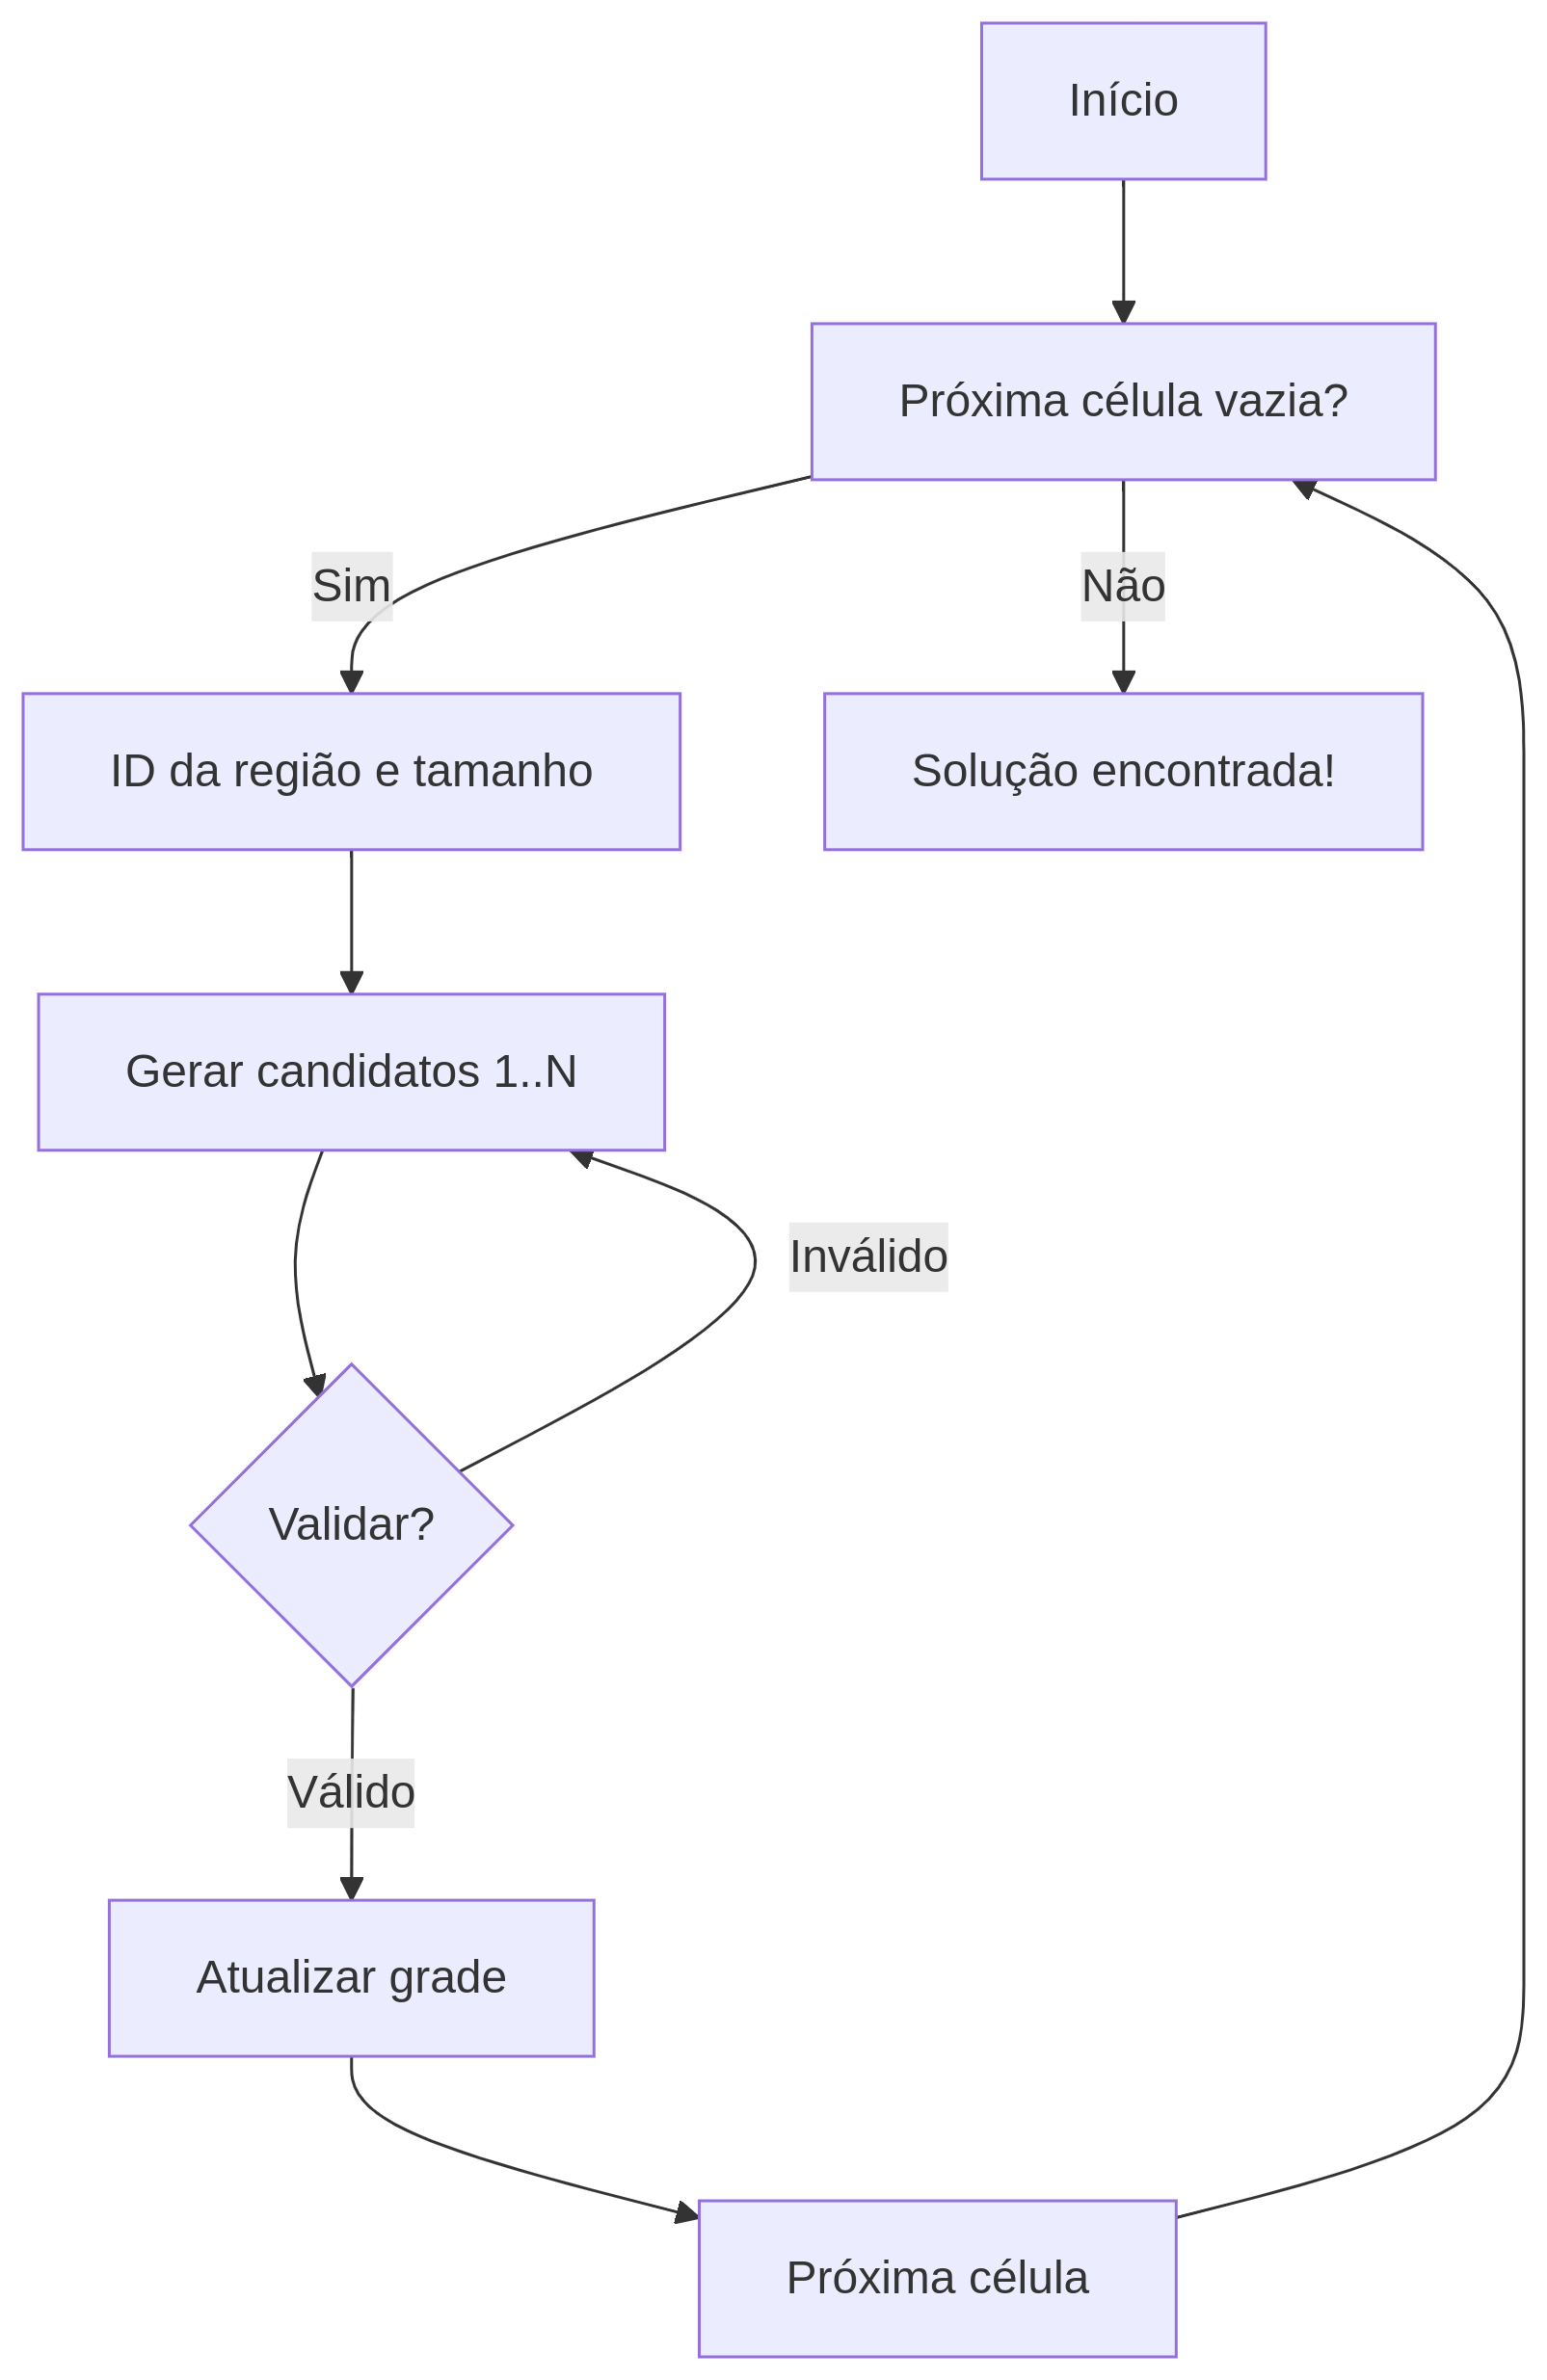 Início
Próxima célula vazia?
Sim
Não
ID da região e tamanho
Solução encontrada!
Gerar candidatos 1..N
Inválido
Validar?
Válido
Atualizar grade
Próxima célula